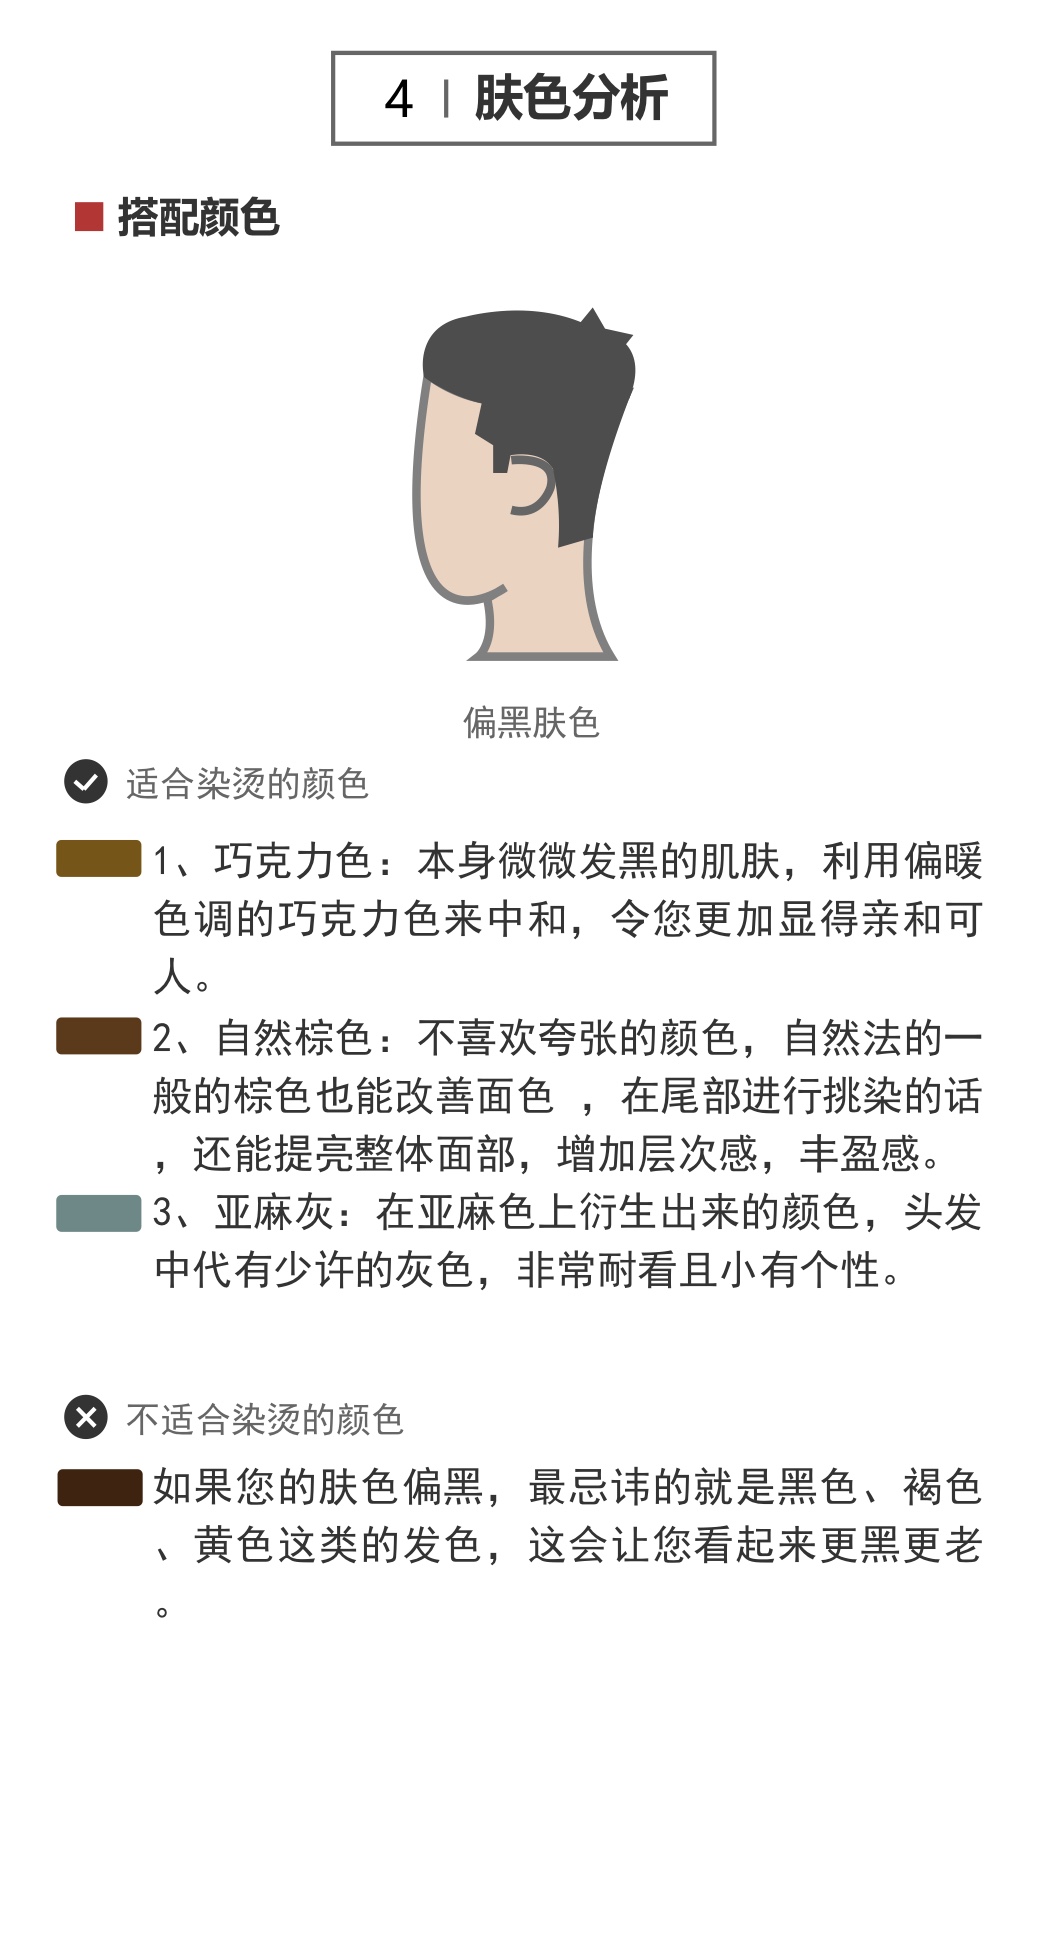 4 | 肤色分析
搭配颜色
偏黑肤色
适合染烫的颜色
1、巧克力色：本身微微发黑的肌肤，利用偏暖
色调的巧克力色来中和，令您更加显得亲和可
人。
2、自然棕色：不喜欢夸张的颜色，自然法的一
般的棕色也能改善面色 ，在尾部进行挑染的话
，还能提亮整体面部，增加层次感，丰盈感。
3、亚麻灰：在亚麻色上衍生出来的颜色，头发
中代有少许的灰色，非常耐看且小有个性。
不适合染烫的颜色
如果您的肤色偏黑，最忌讳的就是黑色、褐色
、黄色这类的发色，这会让您看起来更黑更老
。